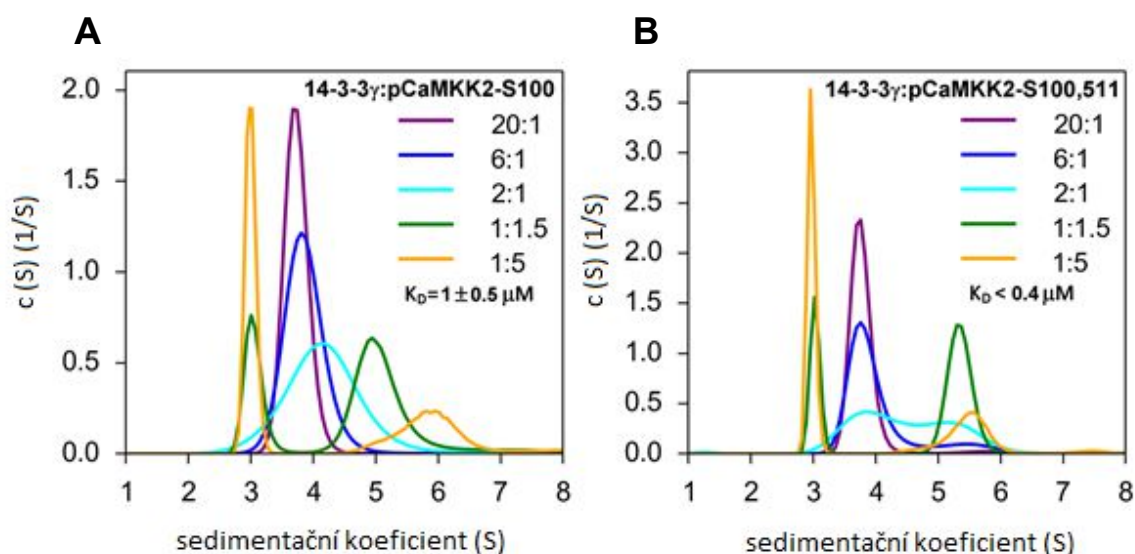 A
B
14-3-3γ:pCaMKK2-S100
20:1
6:1
2:1
1:1.5
1:5
K_D=1±0.5 μM
2.0
1.5
1.0
0.5
0.0
c (S) (1/S)
1 2 3 4 5 6 7 8
sedimentační koeficient (S)
14-3-3γ:pCaMKK2-S100,511
20:1
6:1
2:1
1:1.5
1:5
K_D < 0.4 μM
3.5
3.0
2.5
2.0
1.5
1.0
0.5
0.0
c (S) (1/S)
1 2 3 4 5 6 7 8
sedimentační koeficient (S)